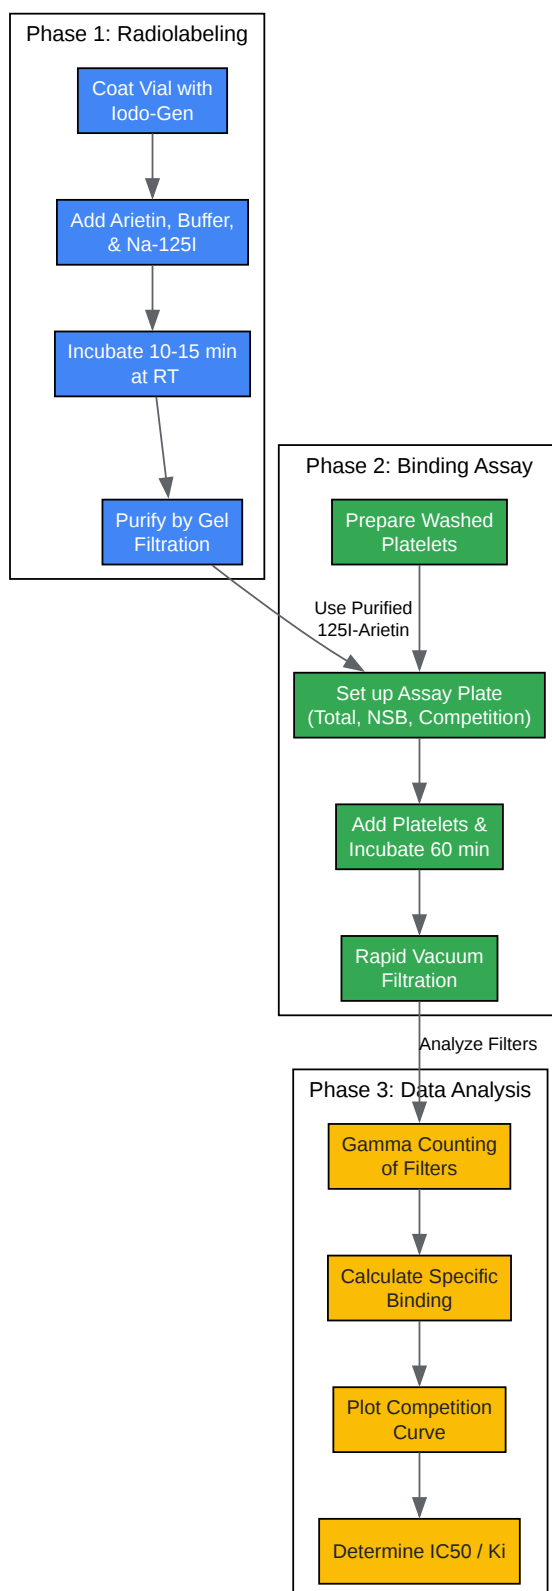 Phase 1: Radiolabeling
Coat Vial with
Iodo-Gen
Add Arietin, Buffer,
& Na-125I
Incubate 10-15 min
at RT
Purify by Gel
Filtration
Phase 2: Binding Assay
Prepare Washed
Platelets
Use Purified
125I-Arietin
Set up Assay Plate
(Total, NSB, Competition)
Add Platelets &
Incubate 60 min
Rapid Vacuum
Filtration
Analyze Filters
Phase 3: Data Analysis
Gamma Counting
of Filters
Calculate Specific
Binding
Plot Competition
Curve
Determine IC50 / Ki